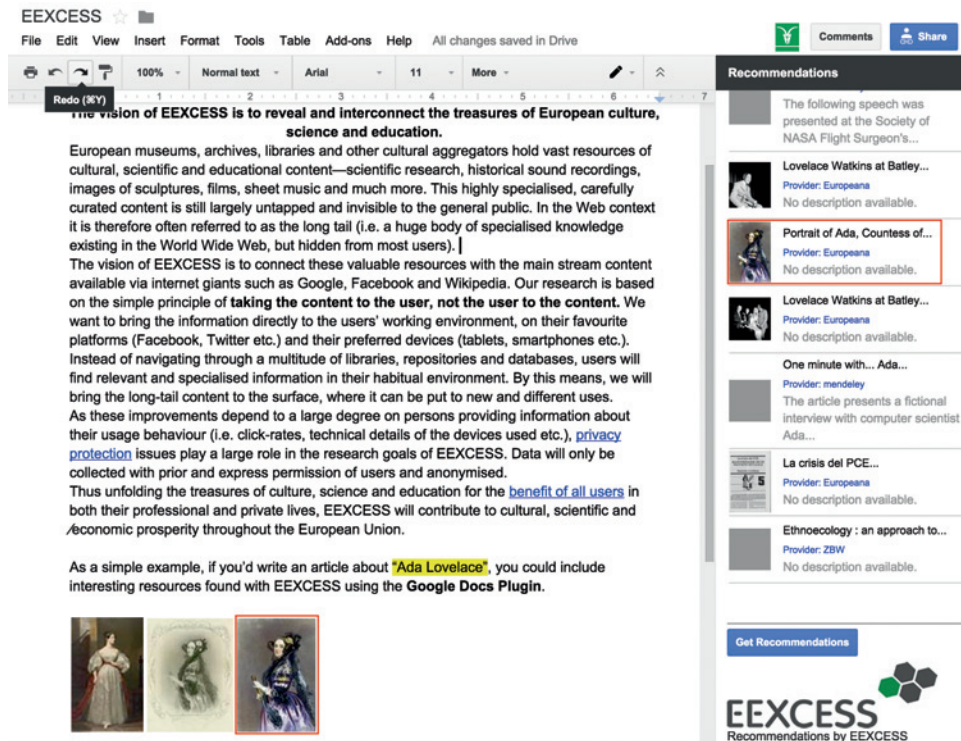 EEXCESS
File Edit View Insert Format Tools Table Add-ons Help All changes saved in Drive
Comments Share
100% Normal text Arial 11 More
Redo (⌘Y)
1 2 3 4 5 6 7
The vision of EEXCESS is to reveal and interconnect the treasures of European culture,
science and education.
European museums, archives, libraries and other cultural aggregators hold vast resources of
cultural, scientific and educational content—scientific research, historical sound recordings,
images of sculptures, films, sheet music and much more. This highly specialised, carefully
curated content is still largely untapped and invisible to the general public. In the Web context
it is therefore often referred to as the long tail (i.e. a huge body of specialised knowledge
existing in the World Wide Web, but hidden from most users).
The vision of EEXCESS is to connect these valuable resources with the main stream content
available via internet giants such as Google, Facebook and Wikipedia. Our research is based
on the simple principle of taking the content to the user, not the user to the content. We
want to bring the information directly to the users' working environment, on their favourite
platforms (Facebook, Twitter etc.) and their preferred devices (tablets, smartphones etc.).
Instead of navigating through a multitude of libraries, repositories and databases, users will
find relevant and specialised information in their habitual environment. By this means, we will
bring the long-tail content to the surface, where it can be put to new and different uses.
As these improvements depend to a large degree on persons providing information about
their usage behaviour (i.e. click-rates, technical details of the devices used etc.), privacy
protection issues play a large role in the research goals of EEXCESS. Data will only be
collected with prior and express permission of users and anonymised.
Thus unfolding the treasures of culture, science and education for the benefit of all users in
both their professional and private lives, EEXCESS will contribute to cultural, scientific and
/economic prosperity throughout the European Union.
As a simple example, if you'd write an article about "Ada Lovelace", you could include
interesting resources found with EEXCESS using the Google Docs Plugin.
Recommendations
The following speech was
presented at the Society of
NASA Flight Surgeon's...
Lovelace Watkins at Batley...
Provider: Europeana
No description available.
Portrait of Ada, Countess of...
Provider: Europeana
No description available.
Lovelace Watkins at Batley...
Provider: Europeana
No description available.
One minute with... Ada...
Provider: mendeley
The article presents a fictional
interview with computer scientist
Ada...
La crisis del PCE...
Provider: Europeana
No description available.
Ethnoecology : an approach to...
Provider: ZBW
No description available.
Get Recommendations
EEXCESS
Recommendations by EEXCESS